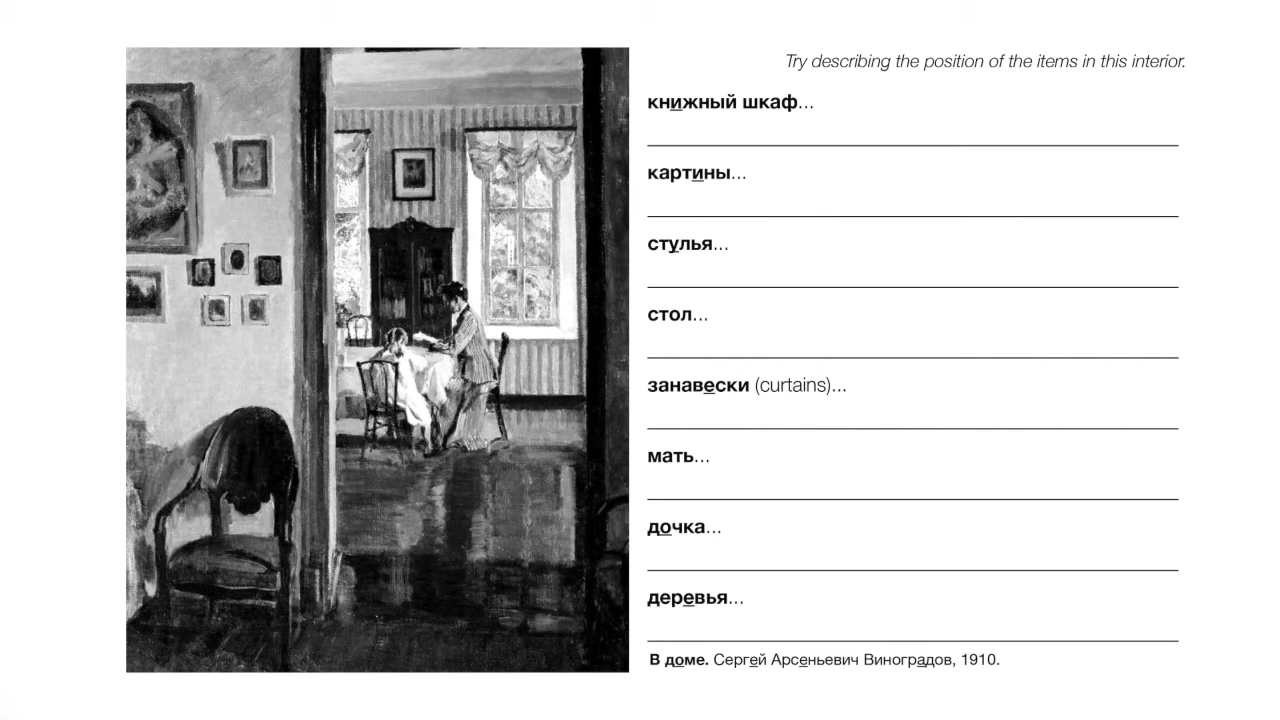 Try describing the position of the items in this interior.
книжный шкаф...
картины...
стулья...
стол...
занавески (curtains)...
мать...
дочка...
деревья...
В доме. Сергей Арсеньевич Виноградов, 1910.